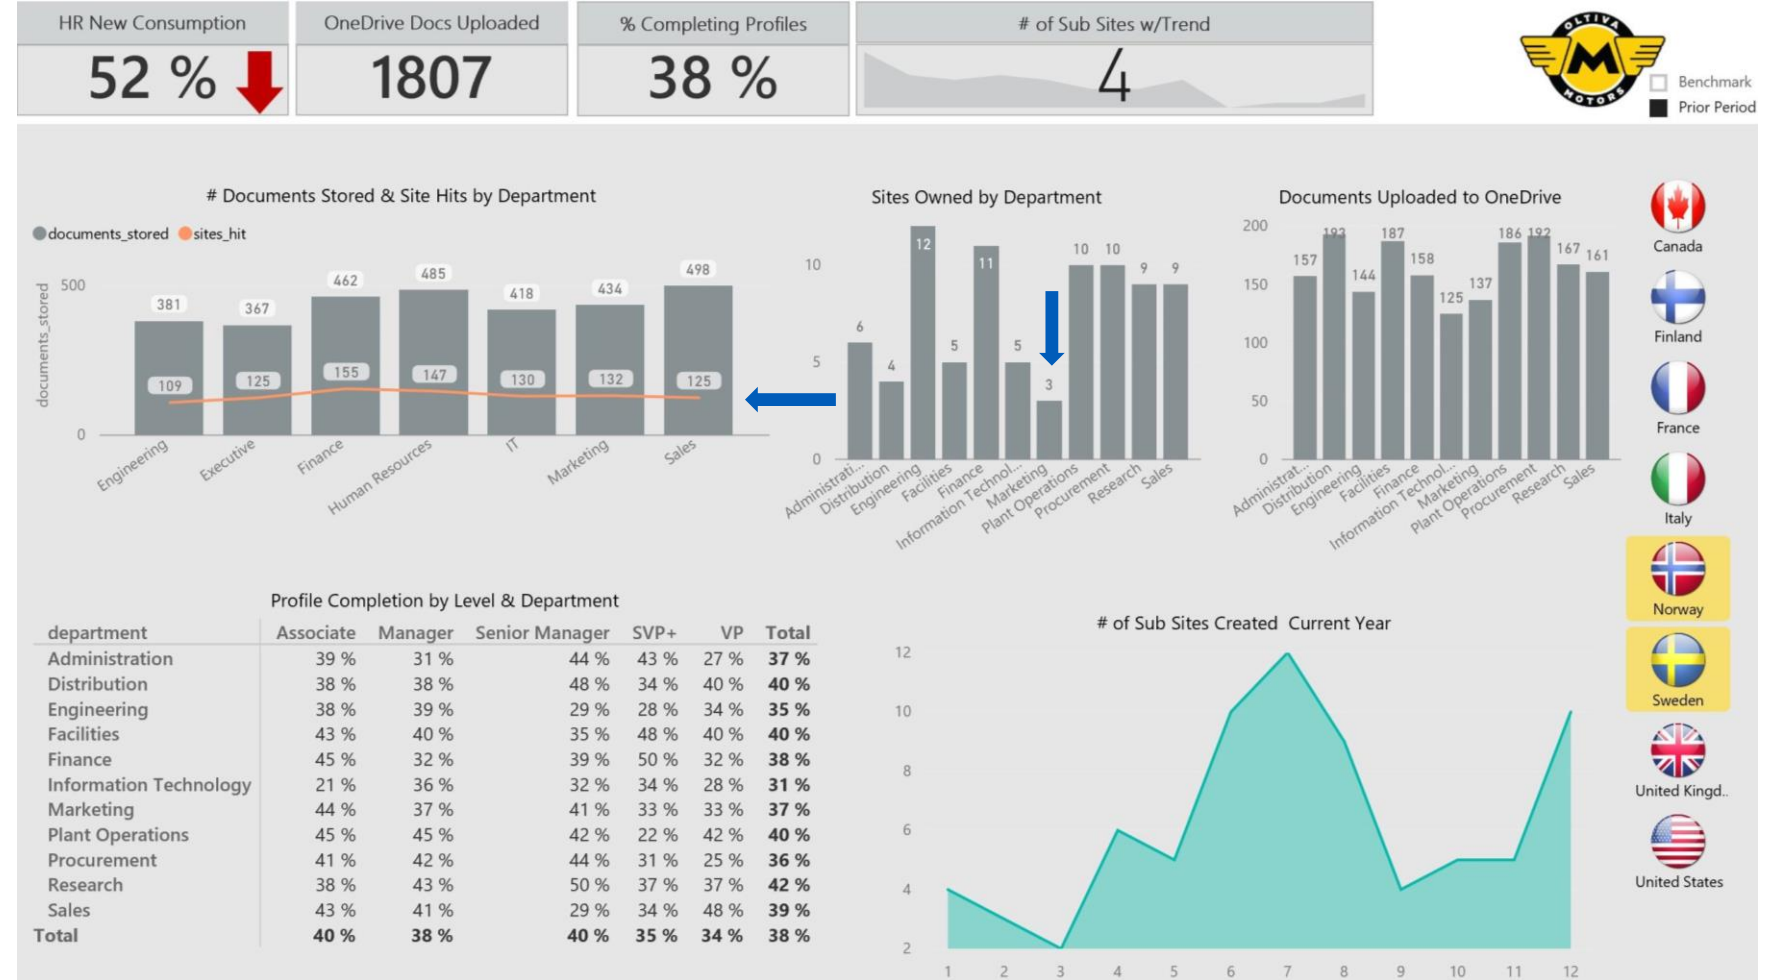 HR New Consumption
52 %
OneDrive Docs Uploaded
1807
% Completing Profiles
38 %
# of Sub Sites w/Trend
4
OLTIVA
M
MOTORS
Benchmark
Prior Period
# Documents Stored & Site Hits by Department
documents_stored sites_hit
documents_stored
500
0
381 367 462 485 418 434 498
109 125 155 147 130 132 125
Engineering Executive Finance Human Resources IT Marketing Sales
Sites Owned by Department
10
5
0
6 4 12 5 11 5 3 10 10 9 9
Administrati... Distribution Engineering Facilities Finance Information Technol... Marketing Plant Operations Procurement Research Sales
Documents Uploaded to OneDrive
200
150
100
50
0
157 193 144 187 158 125 137 186 192 167 161
Administrat... Distribution Engineering Facilities Finance Information Technol... Marketing Plant Operations Procurement Research Sales
Canada
Finland
France
Italy
Norway
Sweden
United Kingd..
United States
Profile Completion by Level & Department
department Associate Manager Senior Manager SVP+ VP Total
Administration 39 % 31 % 44 % 43 % 27 % 37 %
Distribution 38 % 38 % 48 % 34 % 40 % 40 %
Engineering 38 % 39 % 29 % 28 % 34 % 35 %
Facilities 43 % 40 % 35 % 48 % 40 % 40 %
Finance 45 % 32 % 39 % 50 % 32 % 38 %
Information Technology 21 % 36 % 32 % 34 % 28 % 31 %
Marketing 44 % 37 % 41 % 33 % 33 % 37 %
Plant Operations 45 % 45 % 42 % 22 % 42 % 40 %
Procurement 41 % 42 % 44 % 31 % 25 % 36 %
Research 38 % 43 % 50 % 37 % 37 % 42 %
Sales 43 % 41 % 29 % 34 % 48 % 39 %
Total 40 % 38 % 40 % 35 % 34 % 38 %
# of Sub Sites Created Current Year
12
10
8
6
4
2
1 2 3 4 5 6 7 8 9 10 11 12